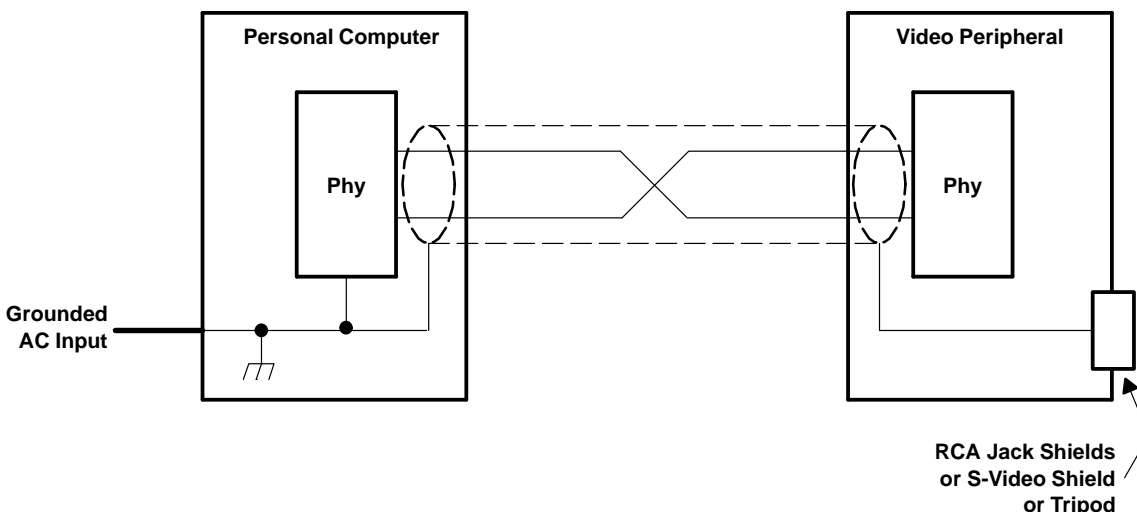 Personal Computer
Video Peripheral
Phy
Phy
Grounded
AC Input
RCA Jack Shields
or S-Video Shield
or Tripod